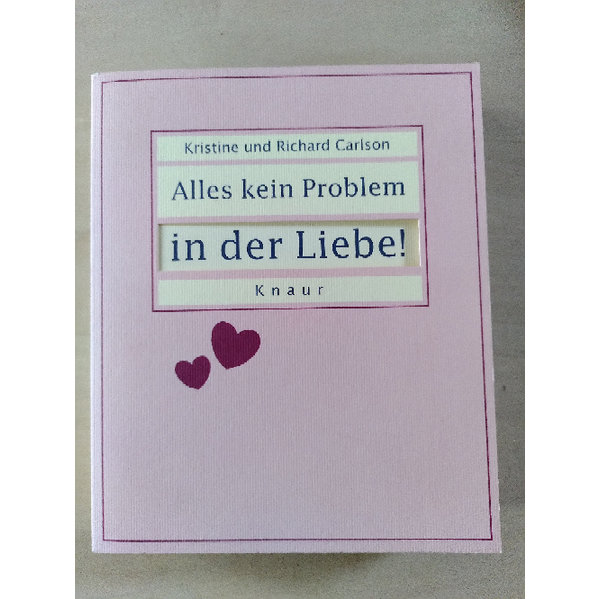 Kristine und Richard Carlson
Alles kein Problem
in der Liebe!
Knaur